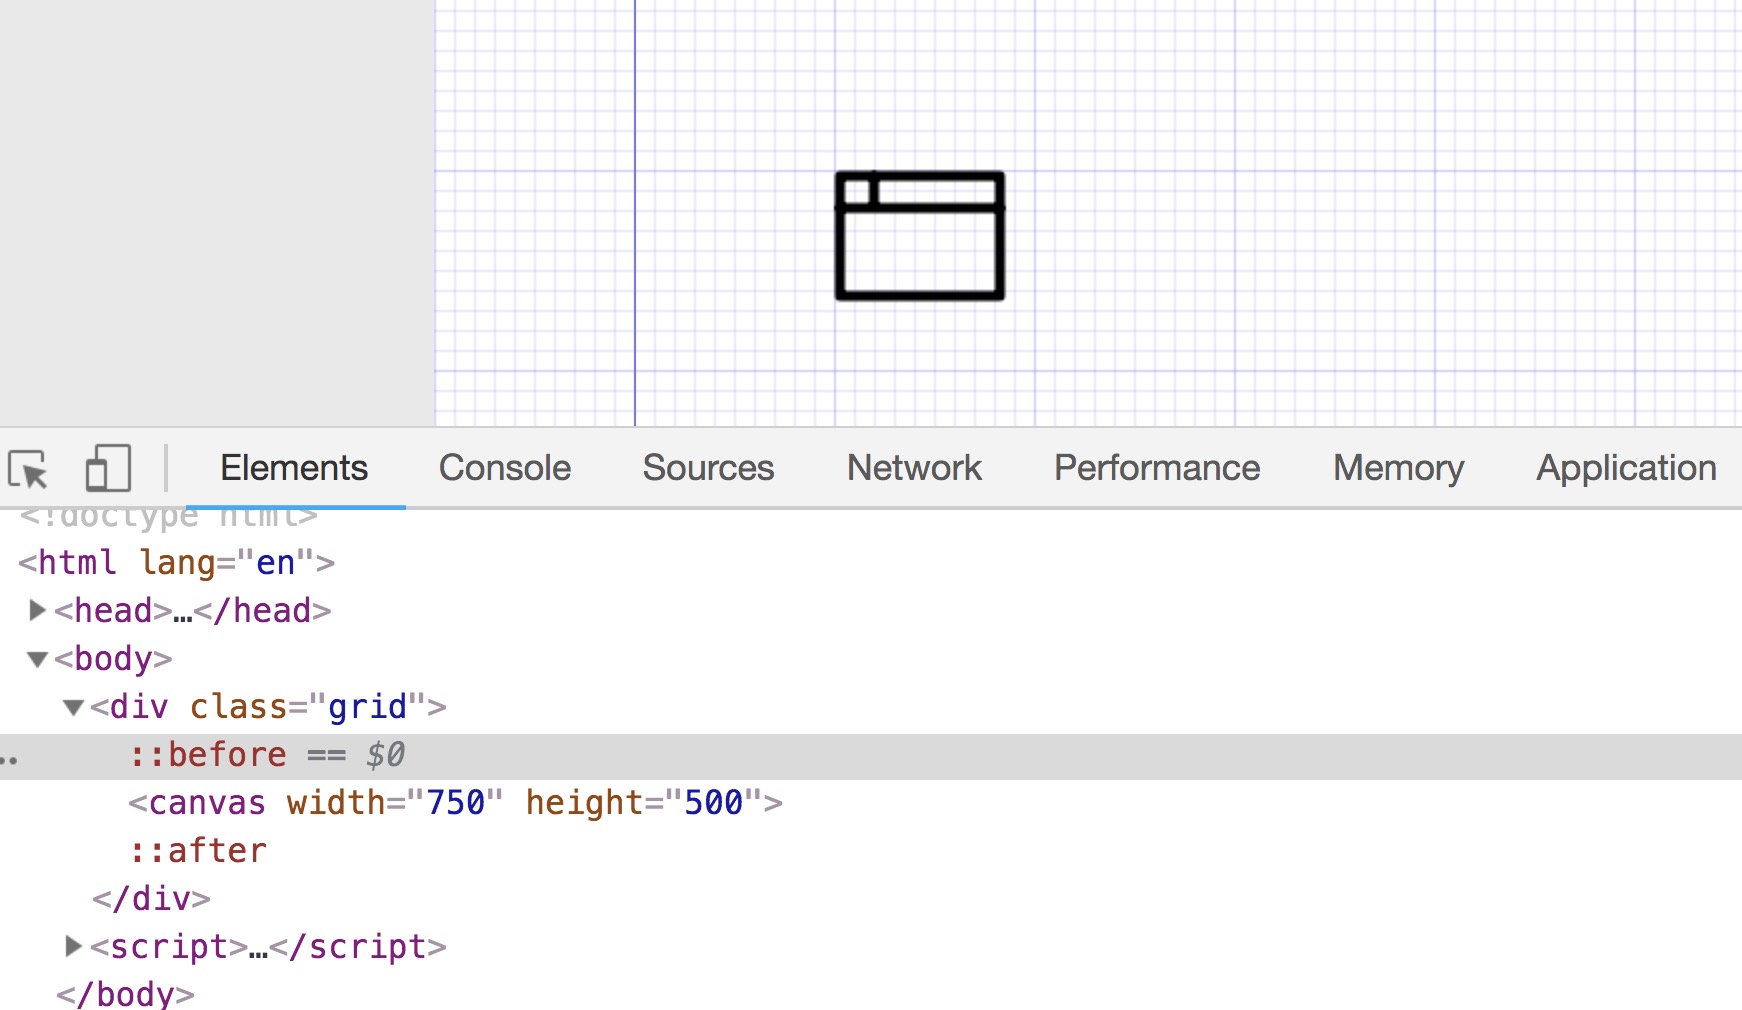 Elements Console Sources Network Performance Memory Application
<!doctype html>
<html lang="en">
<head>…</head>
<body>
<div class="grid">
::before == $0
<canvas width="750" height="500">
::after
</div>
<script>…</script>
</body>